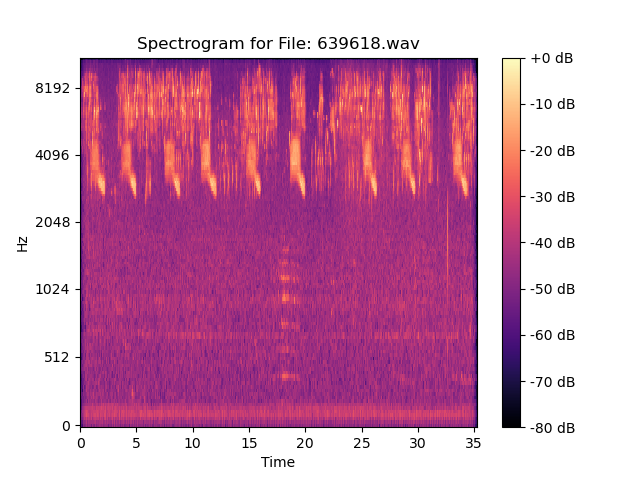 Spectrogram for File: 639618.wav
Hz
8192
4096
2048
1024
512
0
0 5 10 15 20 25 30 35
Time
+0 dB
-10 dB
-20 dB
-30 dB
-40 dB
-50 dB
-60 dB
-70 dB
-80 dB